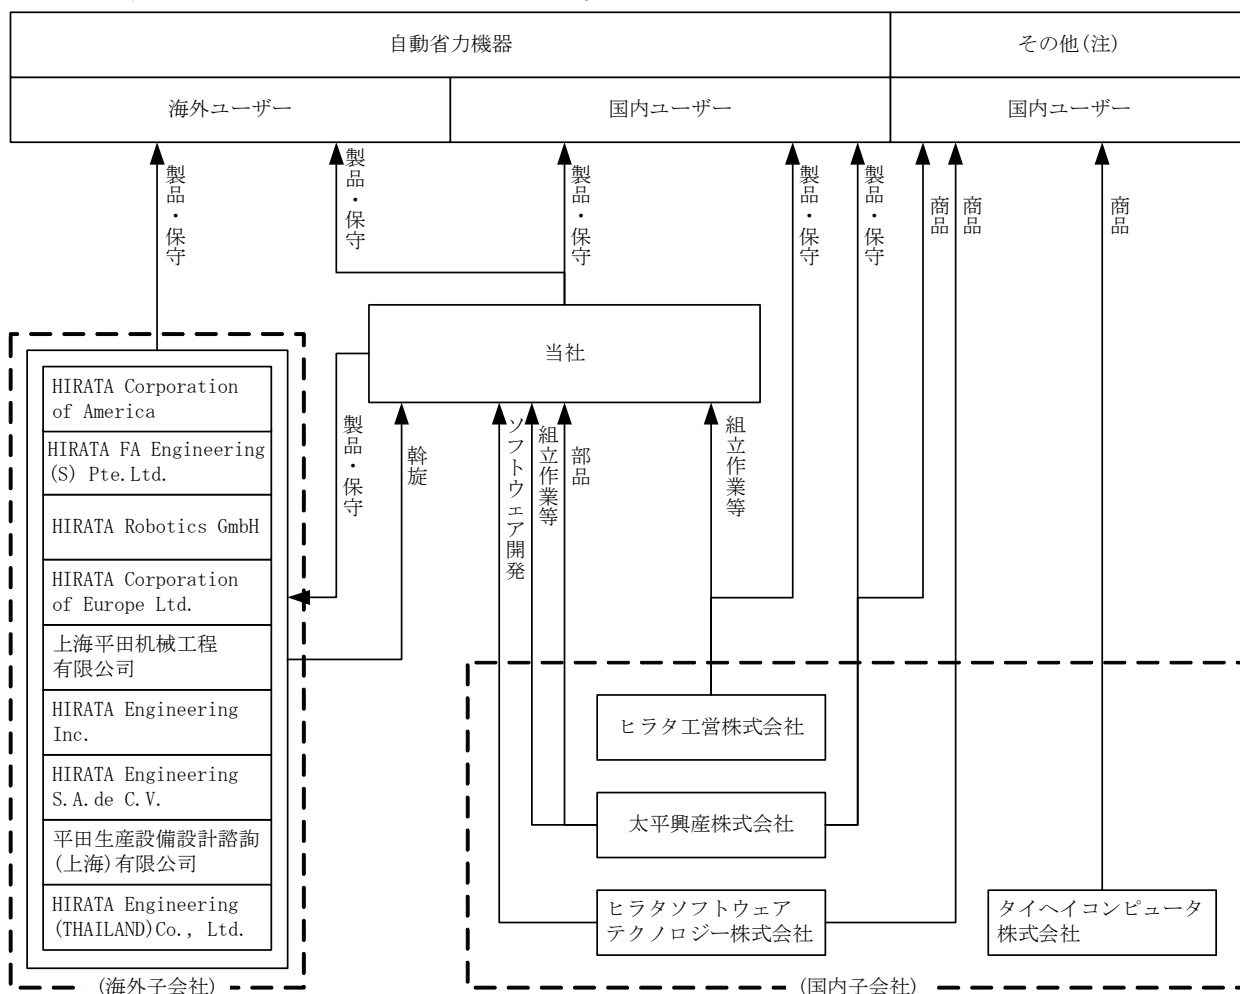 自動省力機器
その他(注)
海外ユーザー
国内ユーザー
国内ユーザー
製品・保守
製品・保守
製品・保守
製品・保守
製品・保守
商品
商品
商品
当社
製品・保守
斡旋
ソフトウェア開発
組立作業等
部品
組立作業等
HIRATA Corporation
of America
HIRATA FA Engineering
(S) Pte.Ltd.
HIRATA Robotics GmbH
HIRATA Corporation
of Europe Ltd.
上海平田机械工程
有限公司
HIRATA Engineering
Inc.
HIRATA Engineering
S.A.de C.V.
平田生産設備設計諮詢
(上海)有限公司
HIRATA Engineering
(THAILAND)Co., Ltd.
(海外子会社)
ヒラタ工営株式会社
太平興産株式会社
ヒラタソフトウェア
テクノロジー株式会社
タイヘイコンピュータ
株式会社
(国内子会社)